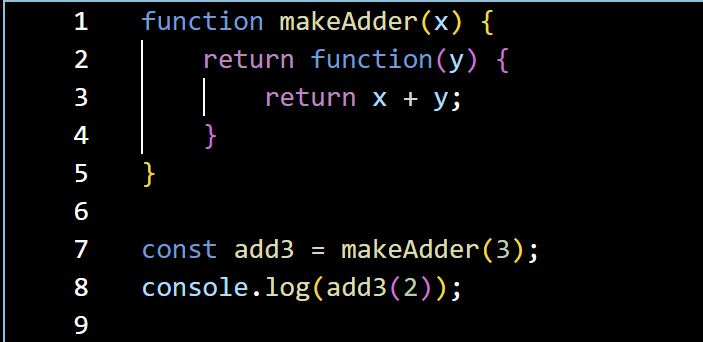 1 function makeAdder(x) {
2     return function(y) {
3         return x + y;
4     }
5 }
6
7 const add3 = makeAdder(3);
8 console.log(add3(2));
9